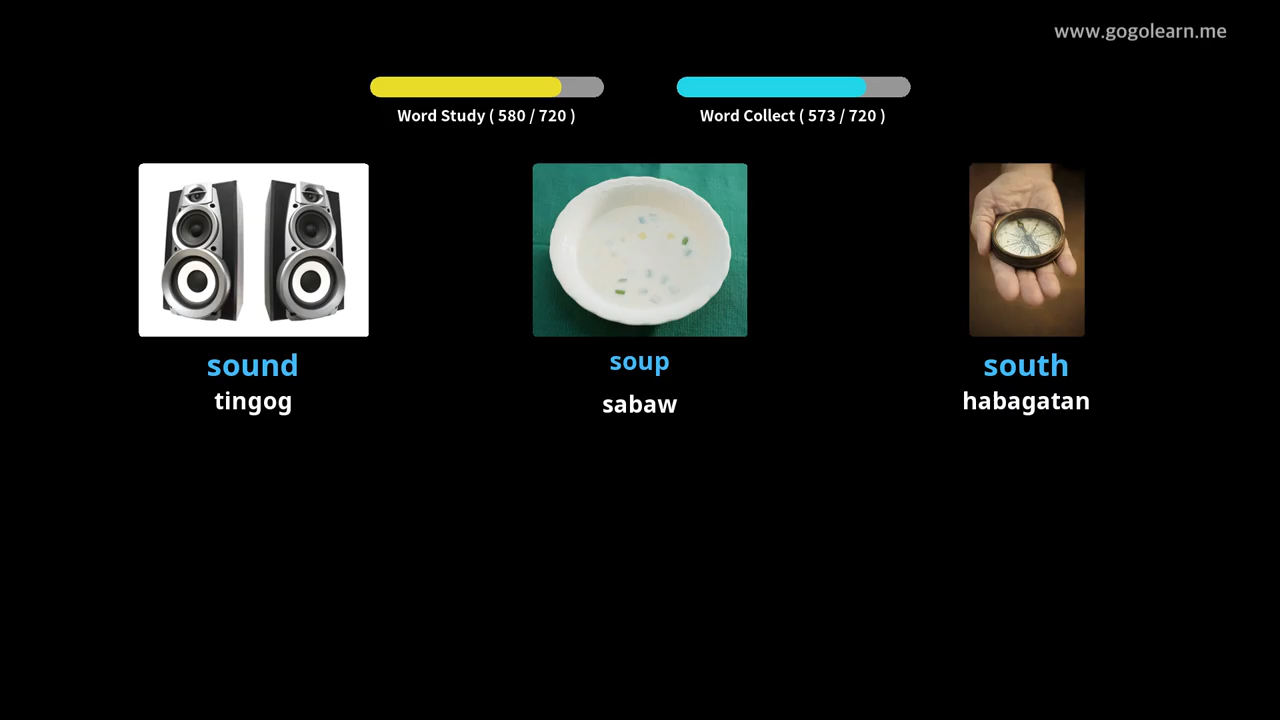 www.gogolearn.me
Word Study ( 580 / 720 )
Word Collect ( 573 / 720 )
sound
tingog
soup
sabaw
south
habagatan